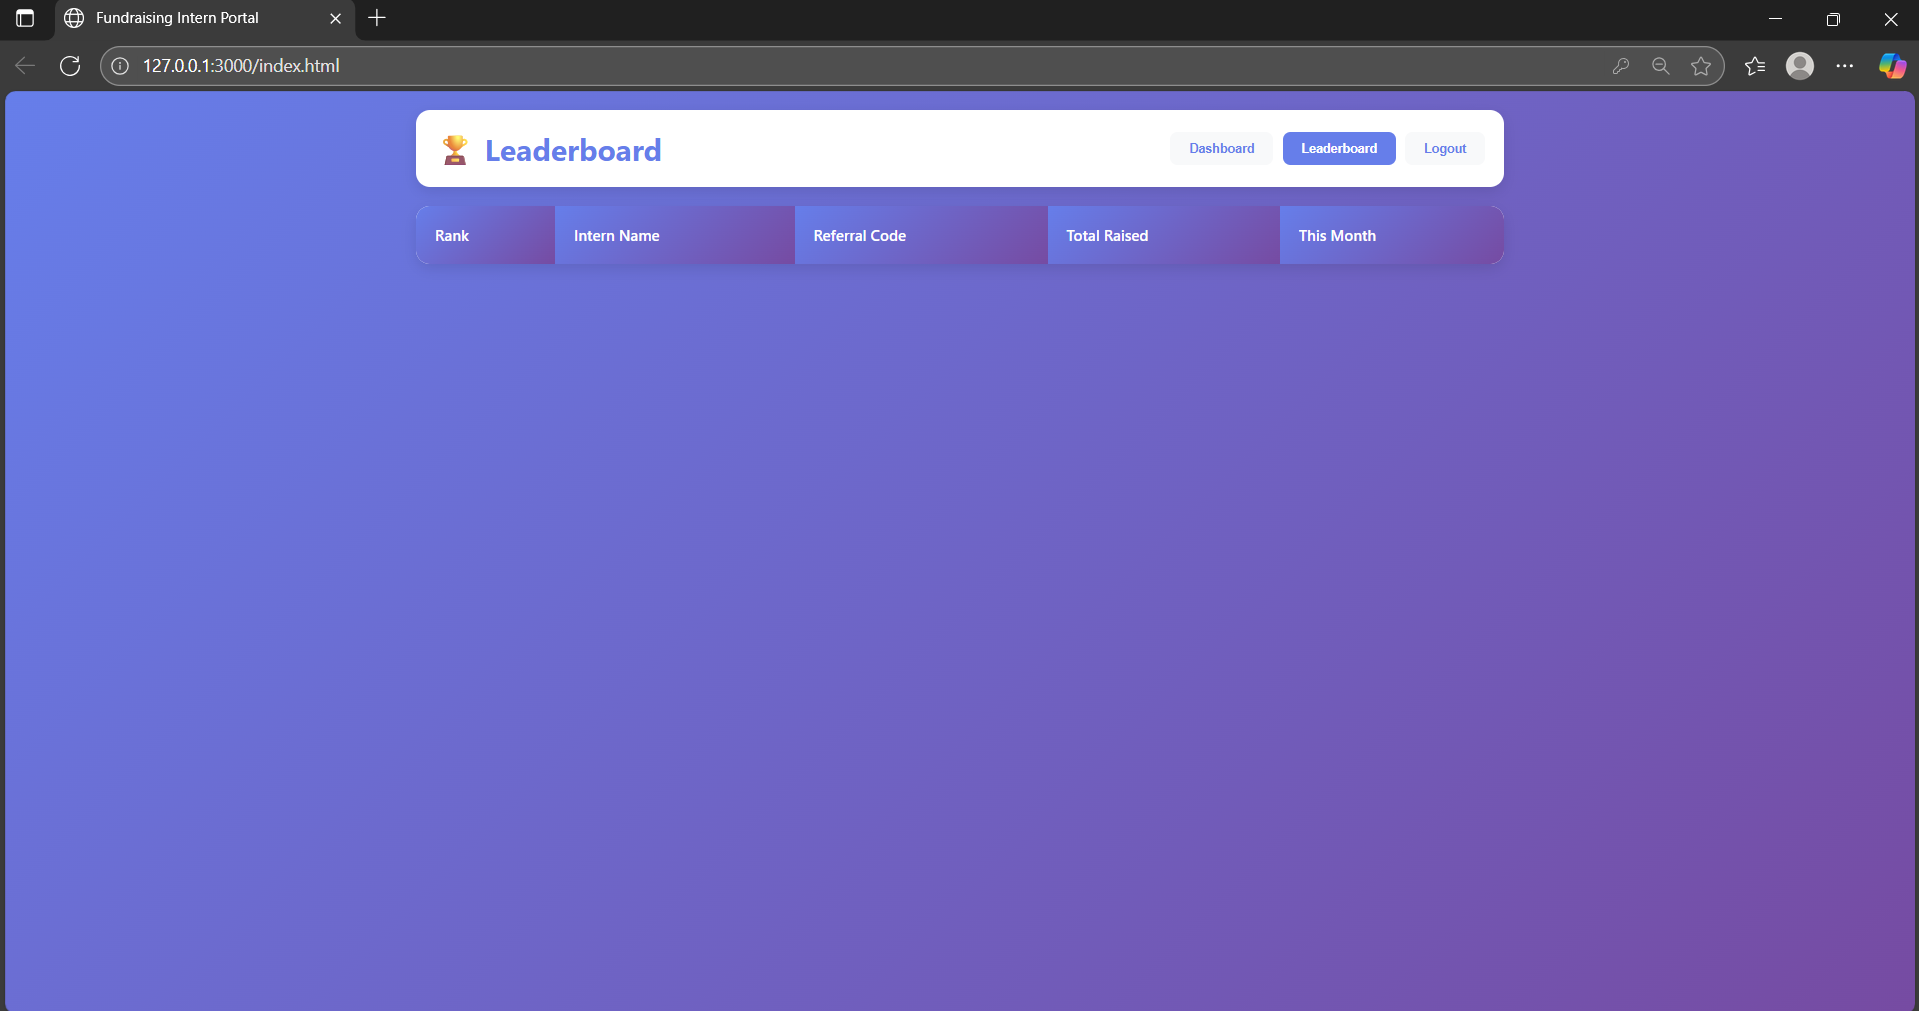 Fundraising Intern Portal
127.0.0.1:3000/index.html
Leaderboard
Dashboard Leaderboard Logout
Rank Intern Name Referral Code Total Raised This Month